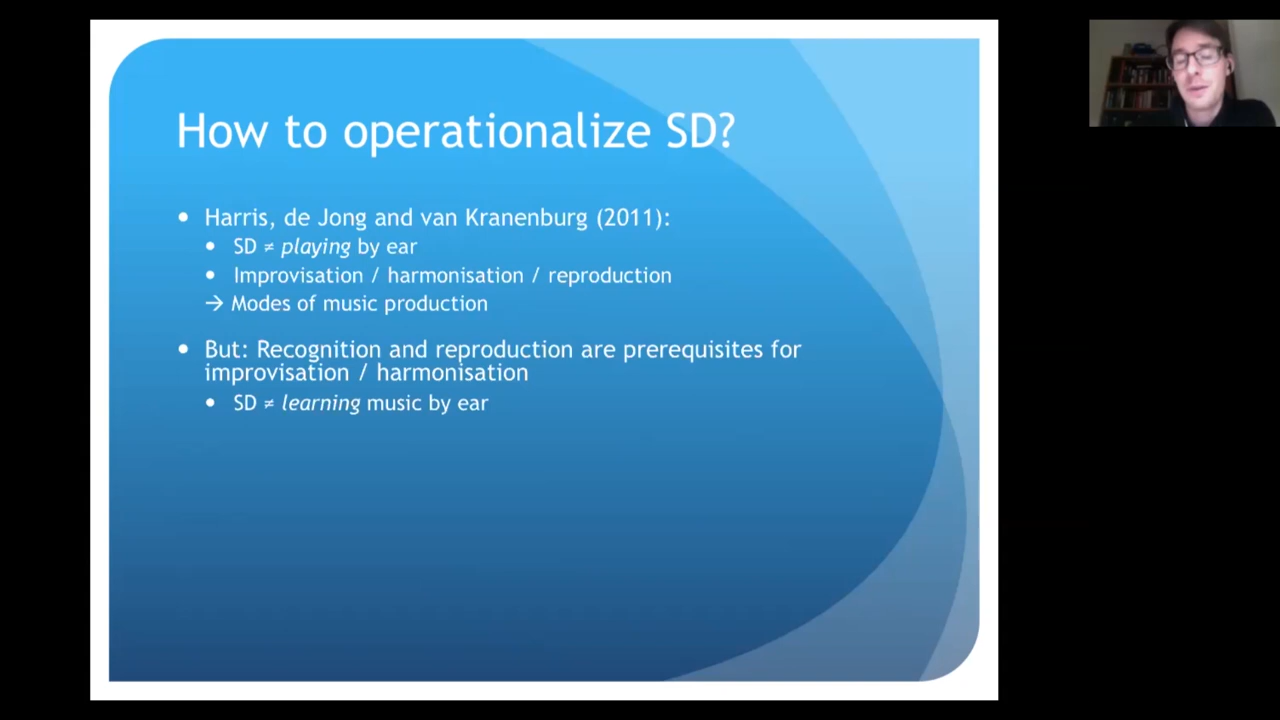 How to operationalize SD?
• Harris, de Jong and van Kranenburg (2011):
• SD ≠ playing by ear
• Improvisation / harmonisation / reproduction
→ Modes of music production
• But: Recognition and reproduction are prerequisites for
improvisation / harmonisation
• SD ≠ learning music by ear